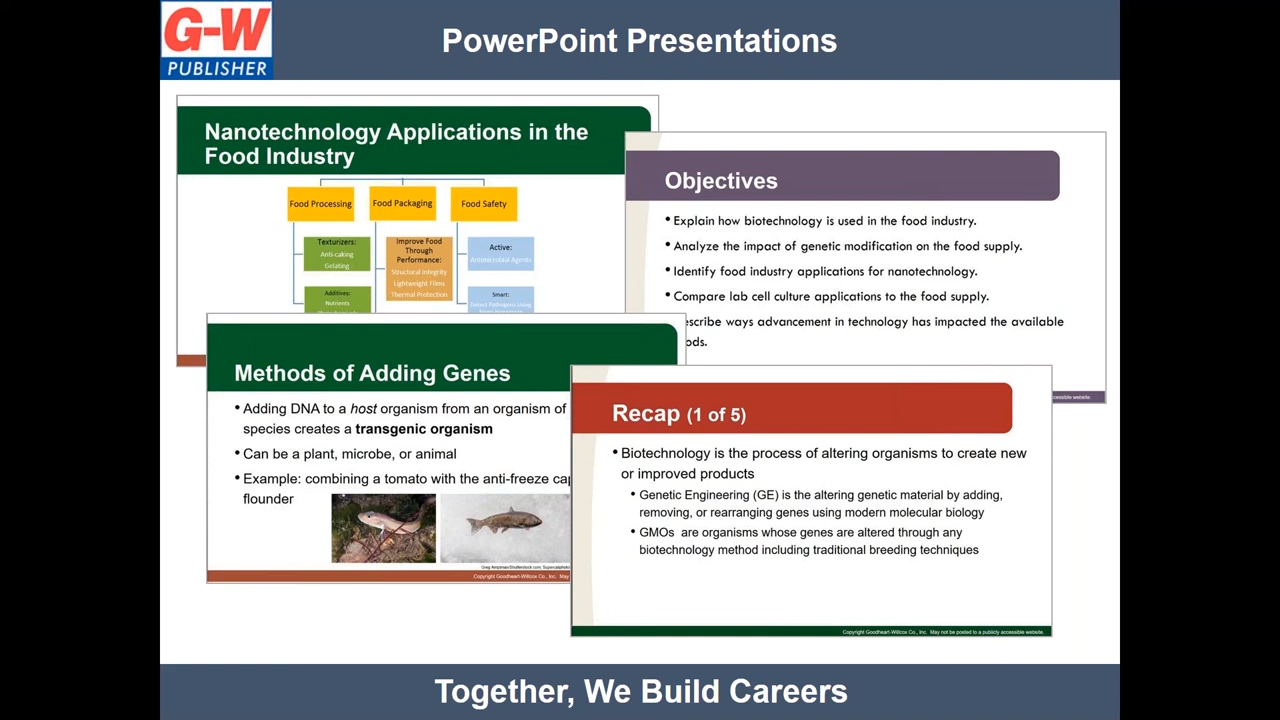 G-W
PUBLISHER
PowerPoint Presentations
Nanotechnology Applications in the
Food Industry
Food Processing
Food Packaging
Food Safety
Texturizers:
Anti-caking
Gelating
Additives:
Nutrients
Improve Food
Through
Performance:
Structural Integrity
Lightweight Films
Thermal Protection
Active:
Antimicrobial Agents
Smart:
Detect Pathogens Using
Objectives
• Explain how biotechnology is used in the food industry.
• Analyze the impact of genetic modification on the food supply.
• Identify food industry applications for nanotechnology.
• Compare lab cell culture applications to the food supply.
escribe ways advancement in technology has impacted the available
ods.
accessible website.
Methods of Adding Genes
• Adding DNA to a host organism from an organism of
species creates a transgenic organism
• Can be a plant, microbe, or animal
• Example: combining a tomato with the anti-freeze cap
flounder
Copyright Goodheart-Willcox Co., Inc. May
Recap (1 of 5)
• Biotechnology is the process of altering organisms to create new
or improved products
• Genetic Engineering (GE) is the altering genetic material by adding,
removing, or rearranging genes using modern molecular biology
• GMOs are organisms whose genes are altered through any
biotechnology method including traditional breeding techniques
Copyright Goodheart-Willcox Co., Inc. May not be posted to a publicly accessible website.
Together, We Build Careers